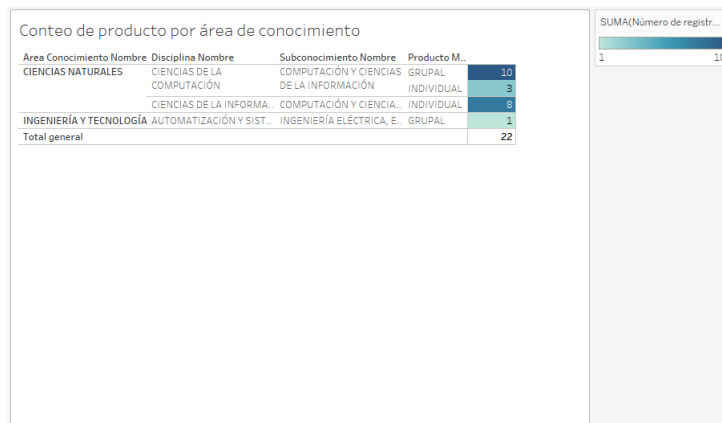 Conteo de producto por área de conocimiento
Area Conocimiento Nombre Disciplina Nombre Subconocimiento Nombre Producto M..
CIENCIAS NATURALES CIENCIAS DE LA COMPUTACIÓN Y CIENCIAS GRUPAL 10
COMPUTACIÓN DE LA INFORMACIÓN INDIVIDUAL 3
CIENCIAS DE LA INFORMA.. COMPUTACIÓN Y CIENCIA.. INDIVIDUAL 8
INGENIERÍA Y TECNOLOGÍA AUTOMATIZACIÓN Y SIST.. INGENIERÍA ELÉCTRICA, E.. GRUPAL 1
Total general 22
SUMA(Número de registr...
1 10